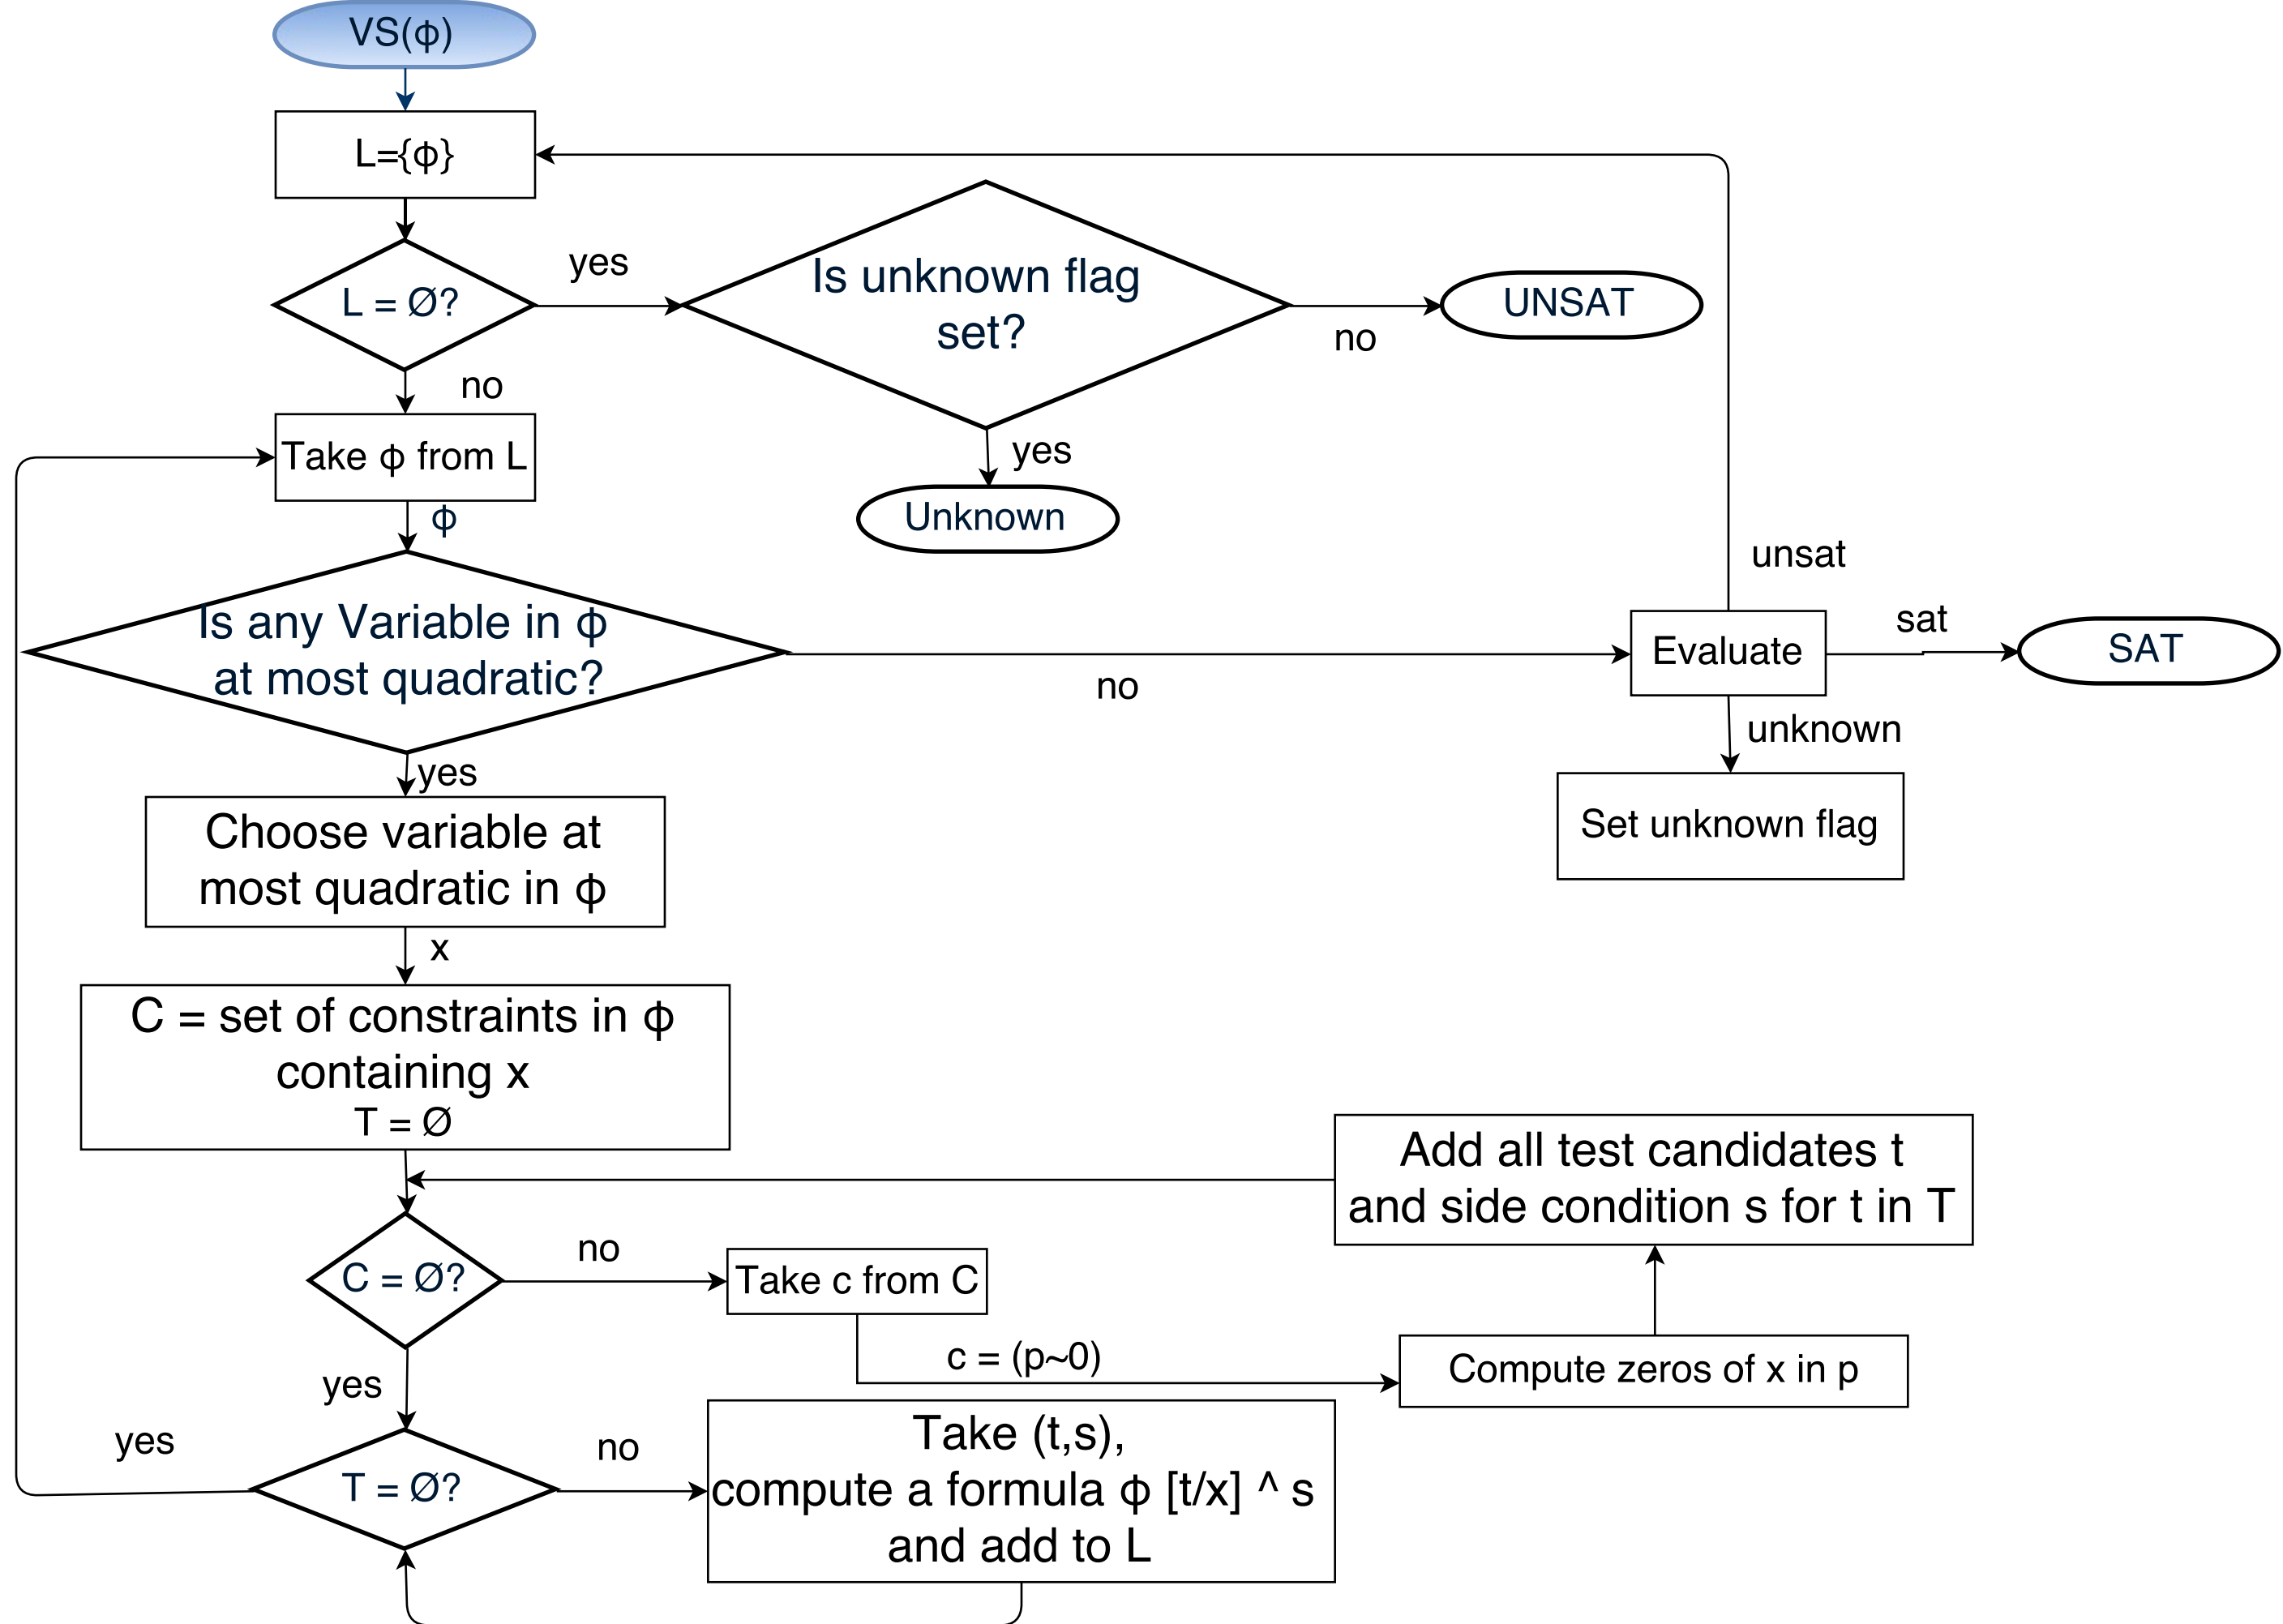 VS(ϕ)
L={ϕ}
L = Ø?
yes
Is unknown flag
set?
no
UNSAT
yes
Unknown
no
Take ϕ from L
ϕ
Is any Variable in ϕ
at most quadratic?
no
Evaluate
unsat
sat
SAT
unknown
Set unknown flag
yes
Choose variable at
most quadratic in ϕ
x
C = set of constraints in ϕ
containing x
T = Ø
C = Ø?
no
Take c from C
c = (p~0)
Compute zeros of x in p
Add all test candidates t
and side condition s for t in T
yes
T = Ø?
yes
no
Take (t,s),
compute a formula ϕ [t/x] ^ s
and add to L